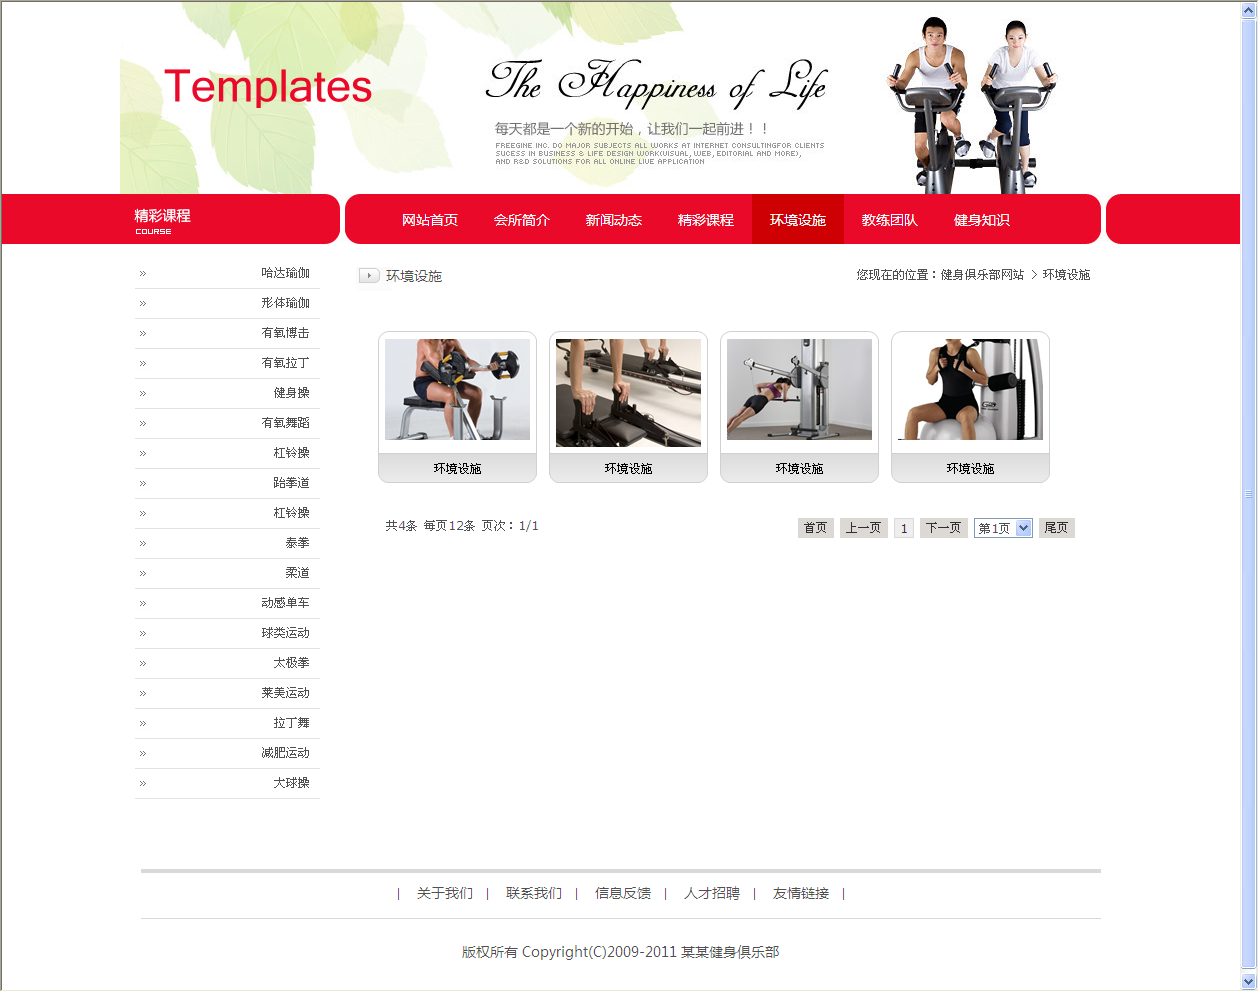 Templates
The Happiness of Life
每天都是一个新的开始，让我们一起前进！！
FREEGINE INC. DO MAJOR SUBJECTS ALL WORKS AT INTERNET CONSULTINGFOR CLIENTS
SUCESS IN BUSINESS & LIFE DESIGN WORK(VISUAL, WEB, EDITORIAL AND MORE),
AND R&D SOLUTIONS FOR ALL ONLINE LIVE APPLICATION
精彩课程
COURSE
网站首页 会所简介 新闻动态 精彩课程 环境设施 教练团队 健身知识
» 哈达瑜伽
» 形体瑜伽
» 有氧博击
» 有氧拉丁
» 健身操
» 有氧舞蹈
» 杠铃操
» 跆拳道
» 杠铃操
» 泰拳
» 柔道
» 动感单车
» 球类运动
» 太极拳
» 莱美运动
» 拉丁舞
» 减肥运动
» 大球操
环境设施
您现在的位置：健身俱乐部网站 > 环境设施
环境设施 环境设施 环境设施 环境设施
共4条 每页12条 页次：1/1
首页 上一页 1 下一页 第1页 尾页
| 关于我们 | 联系我们 | 信息反馈 | 人才招聘 | 友情链接 |
版权所有 Copyright(C)2009-2011 某某健身俱乐部